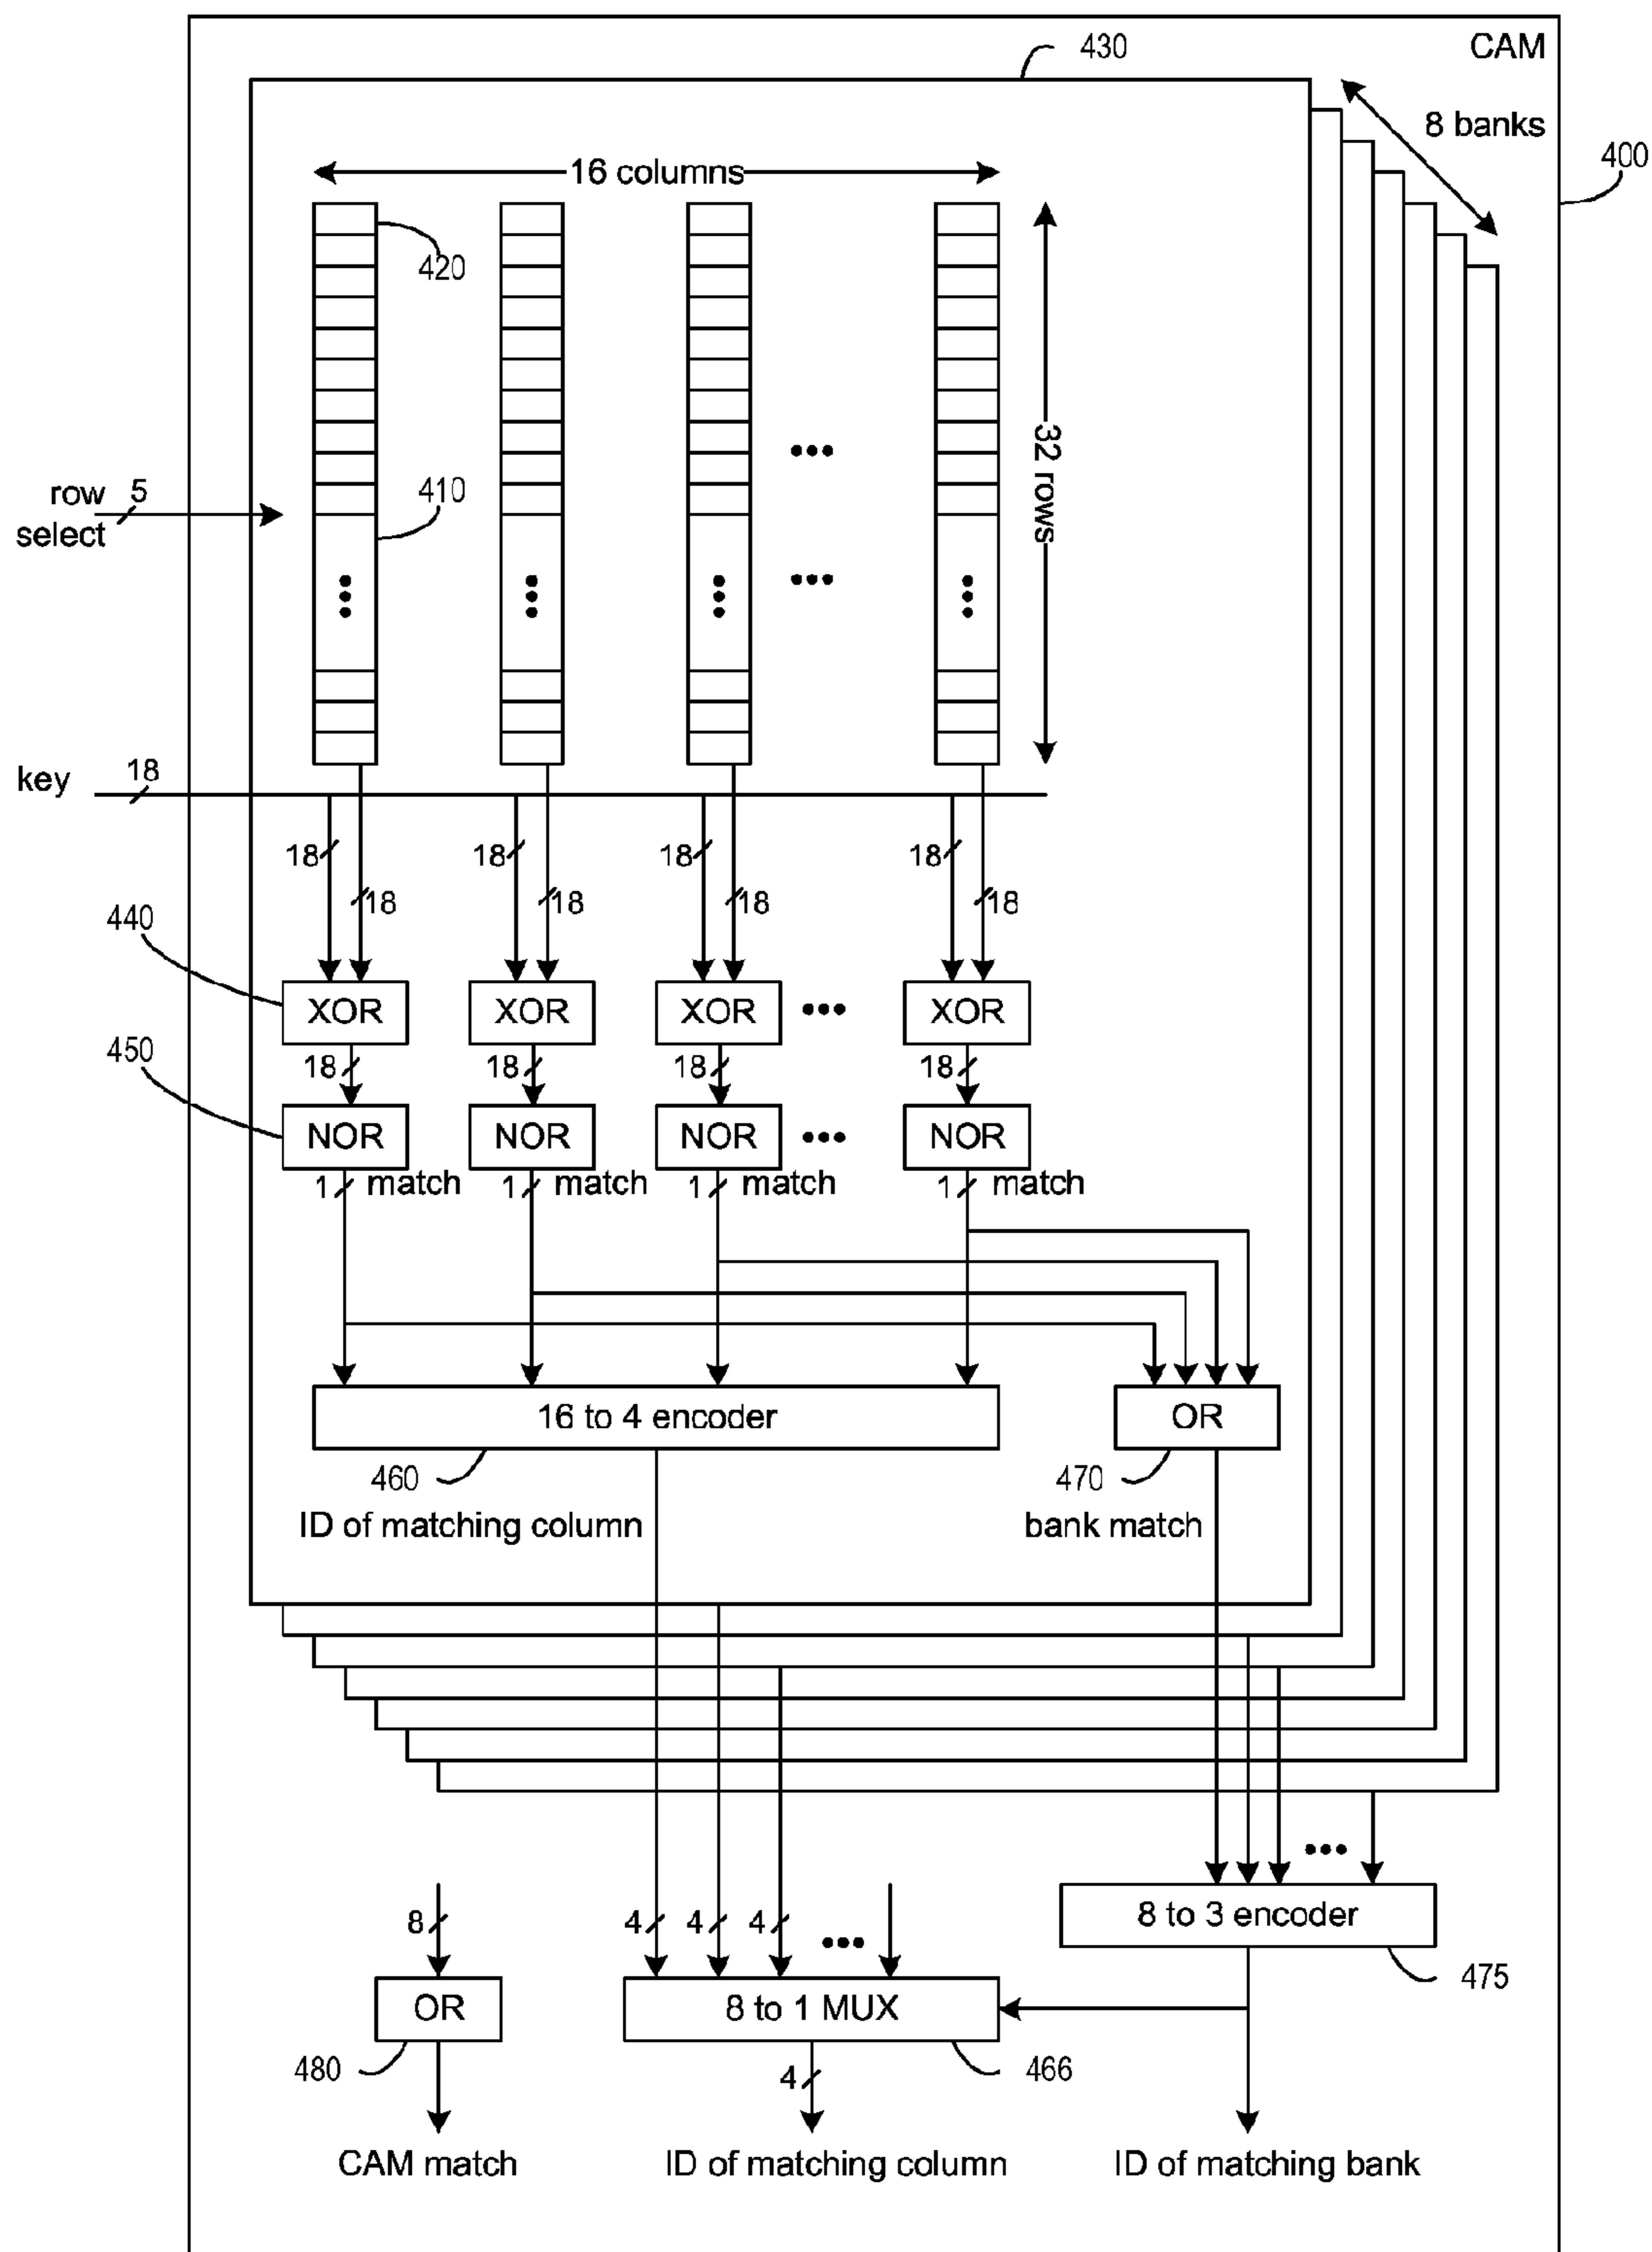 430
CAM
8 banks
400
16 columns
420
32 rows
row
select
5
410
key
18
18 18 18 18
18 18 18 18
440
XOR XOR XOR ••• XOR
450
18 18 18 18
NOR NOR NOR ••• NOR
1 match 1 match 1 match 1 match
16 to 4 encoder
OR
460
470
ID of matching column
bank match
8
4 4 4 •••
8 to 3 encoder
475
OR
8 to 1 MUX
480
466
4
CAM match
ID of matching column
ID of matching bank